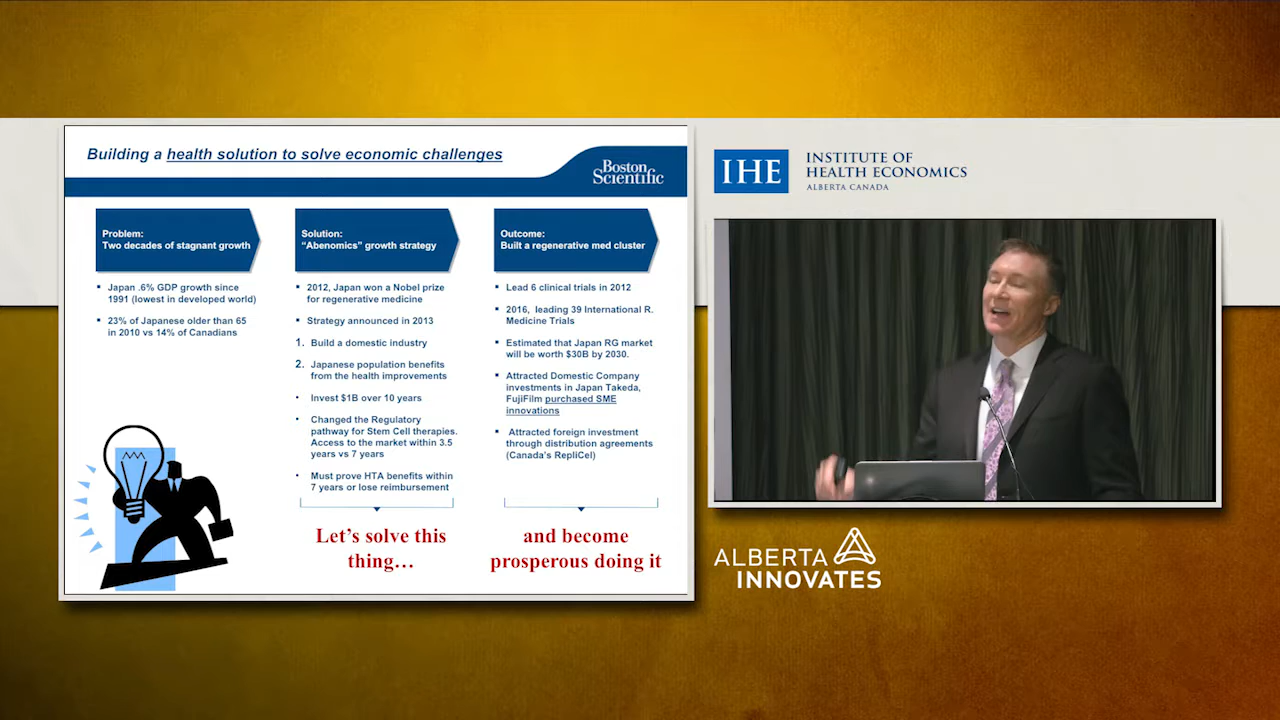 Building a health solution to solve economic challenges
Boston
Scientific
Problem:
Two decades of stagnant growth
Japan .6% GDP growth since
1991 (lowest in developed world)
23% of Japanese older than 65
in 2010 vs 14% of Canadians
Solution:
“Abenomics” growth strategy
2012, Japan won a Nobel prize
for regenerative medicine
Strategy announced in 2013
1. Build a domestic industry
2. Japanese population benefits
from the health improvements
Invest $1B over 10 years
Changed the Regulatory
pathway for Stem Cell therapies.
Access to the market within 3.5
years vs 7 years
Must prove HTA benefits within
7 years or lose reimbursement
Let’s solve this
thing…
Outcome:
Built a regenerative med cluster
Lead 6 clinical trials in 2012
2016, leading 39 International R.
Medicine Trials
Estimated that Japan RG market
will be worth $30B by 2030.
Attracted Domestic Company
investments in Japan Takeda,
FujiFilm purchased SME
innovations
Attracted foreign investment
through distribution agreements
(Canada’s RepliCel)
and become
prosperous doing it
IHE
INSTITUTE OF
HEALTH ECONOMICS
ALBERTA CANADA
ALBERTA
INNOVATES